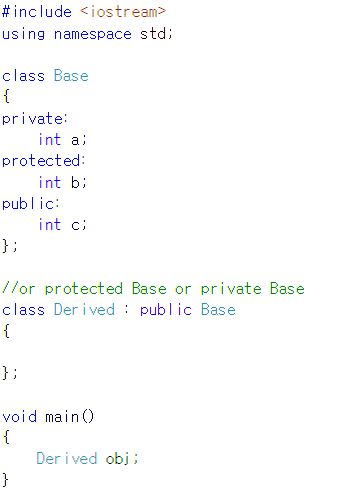 #include <iostream>
using namespace std;
class Base
{
private:
int a;
protected:
int b;
public:
int c;
};
//or protected Base or private Base
class Derived : public Base
{
};
void main()
{
Derived obj;
}